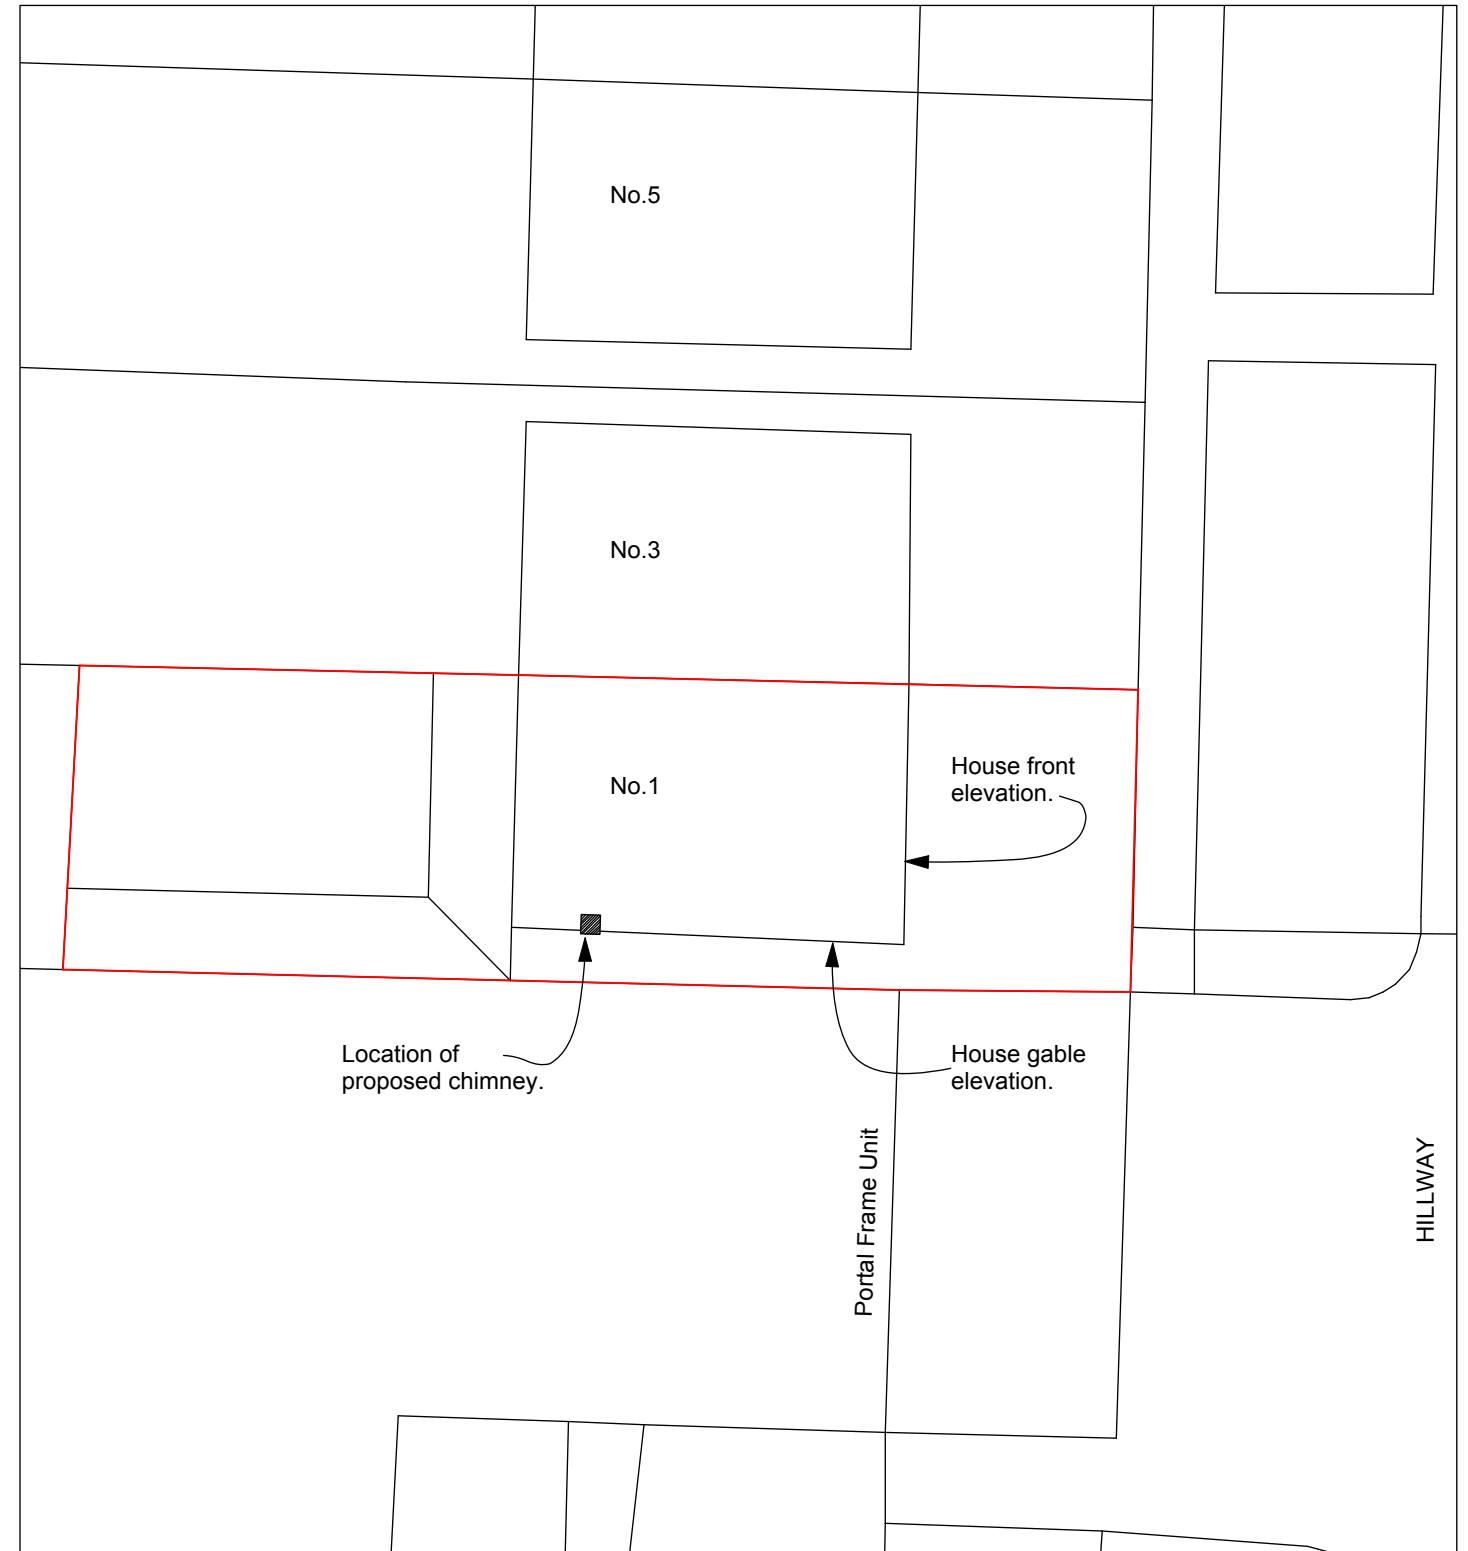 No.5
No.3
No.1
House front
elevation.
Location of
proposed chimney.
House gable
elevation.
Portal Frame Unit
HILLWAY